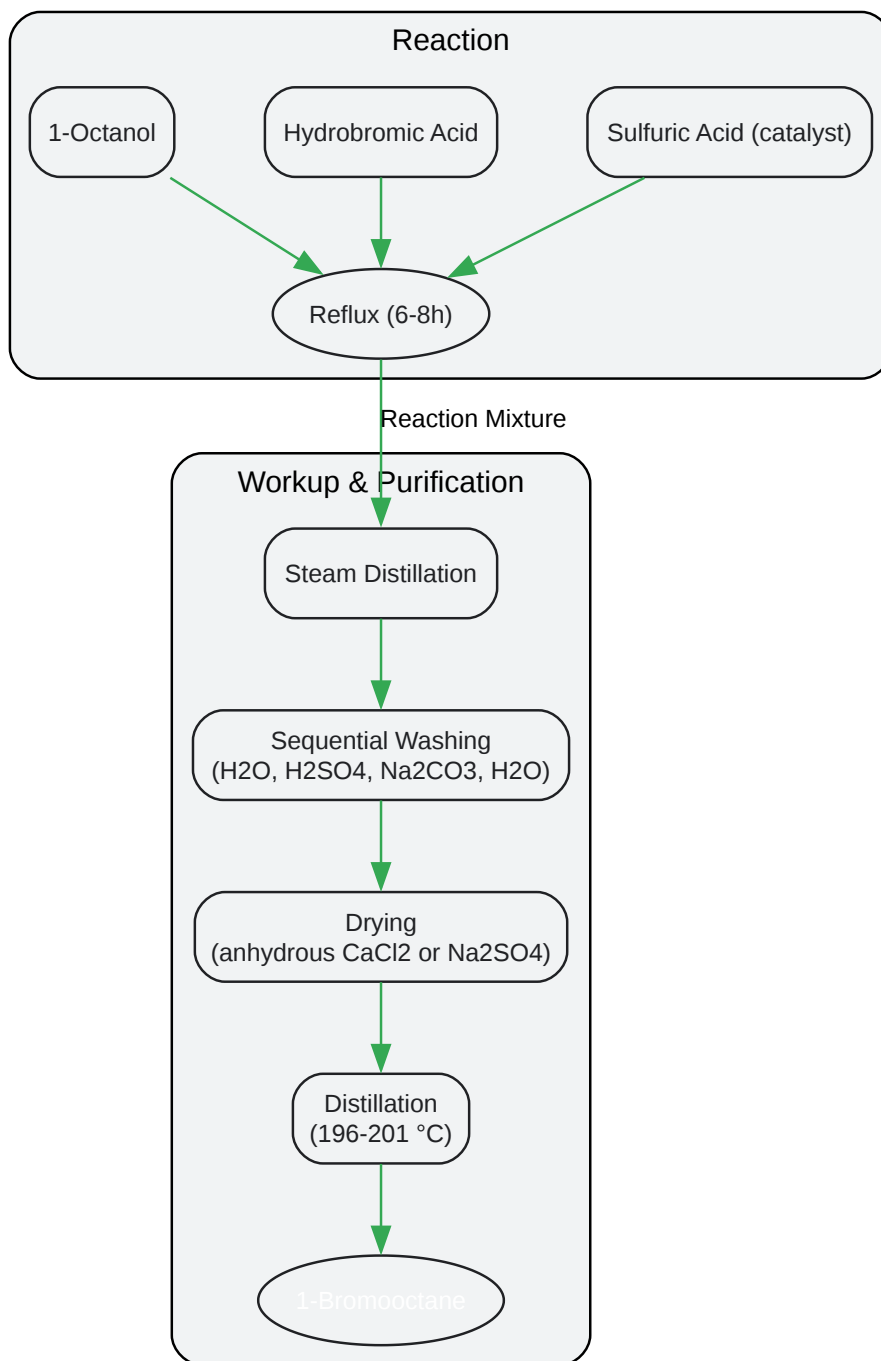 Reaction
1-Octanol
Hydrobromic Acid
Sulfuric Acid (catalyst)
Reflux (6-8h)
Reaction Mixture
Workup & Purification
Steam Distillation
Sequential Washing
(H2O, H2SO4, Na2CO3, H2O)
Drying
(anhydrous CaCl2 or Na2SO4)
Distillation
(196-201 °C)
1-Bromooctane